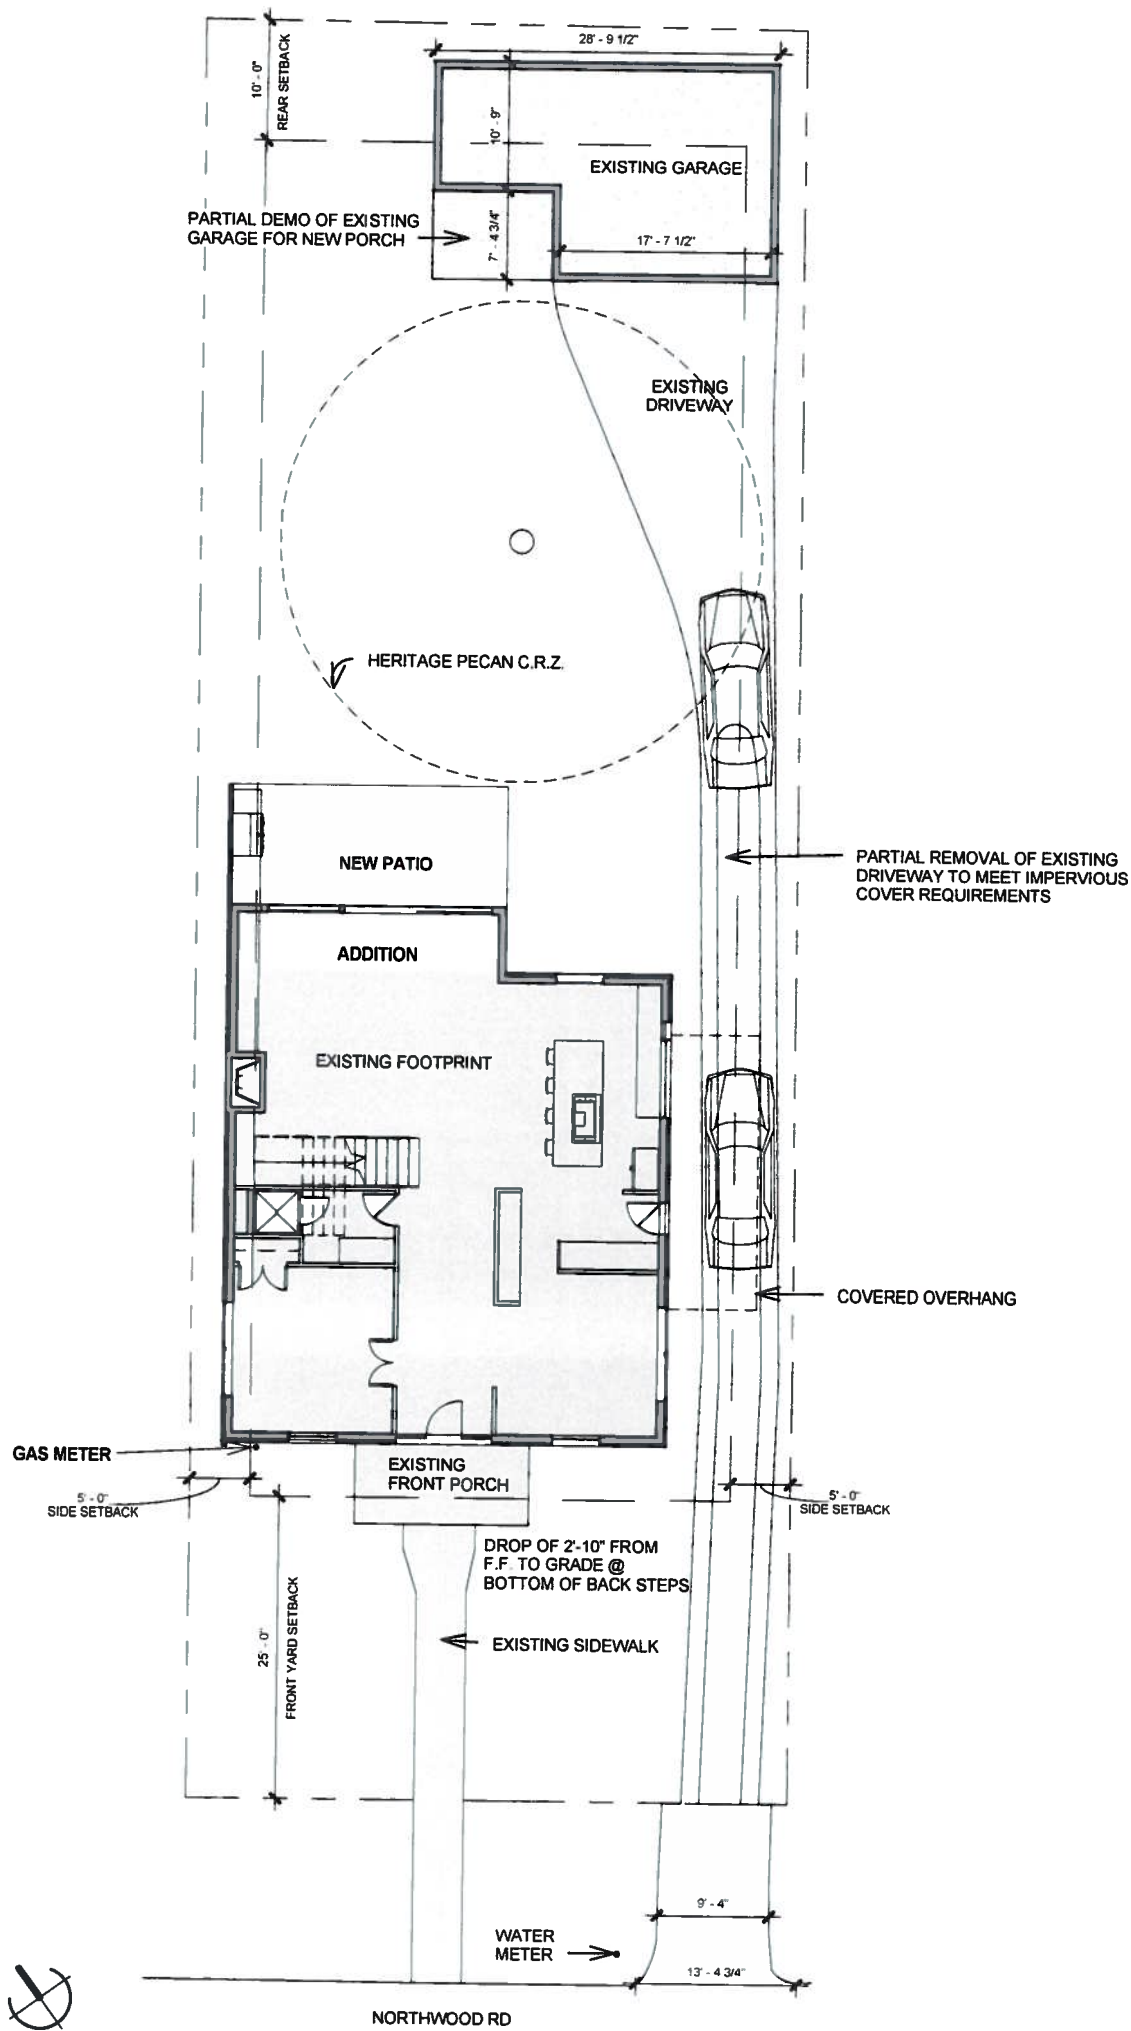 28' - 9 1/2"
10' - 0"
REAR SETBACK
10' - 9"
EXISTING GARAGE
PARTIAL DEMO OF EXISTING
GARAGE FOR NEW PORCH
7' - 4 3/4"
17' - 7 1/2"
EXISTING
DRIVEWAY
HERITAGE PECAN C.R.Z.
NEW PATIO
PARTIAL REMOVAL OF EXISTING
DRIVEWAY TO MEET IMPERVIOUS
COVER REQUIREMENTS
ADDITION
EXISTING FOOTPRINT
COVERED OVERHANG
GAS METER
EXISTING
FRONT PORCH
5' - 0"
SIDE SETBACK
5' - 0"
SIDE SETBACK
DROP OF 2'-10" FROM
F.F. TO GRADE @
BOTTOM OF BACK STEPS
25' - 0"
FRONT YARD SETBACK
EXISTING SIDEWALK
9' - 4"
WATER
METER
13' - 4 3/4"
NORTHWOOD RD